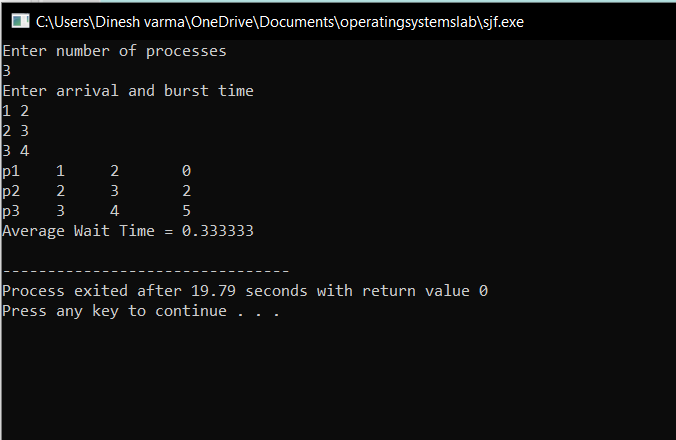 C:\Users\Dinesh varma\OneDrive\Documents\operatingsystemslab\sjf.exe
Enter number of processes
3
Enter arrival and burst time
1 2
2 3
3 4
p1    1     2       0
p2    2     3       2
p3    3     4       5
Average Wait Time = 0.333333
--------------------------------
Process exited after 19.79 seconds with return value 0
Press any key to continue . . .